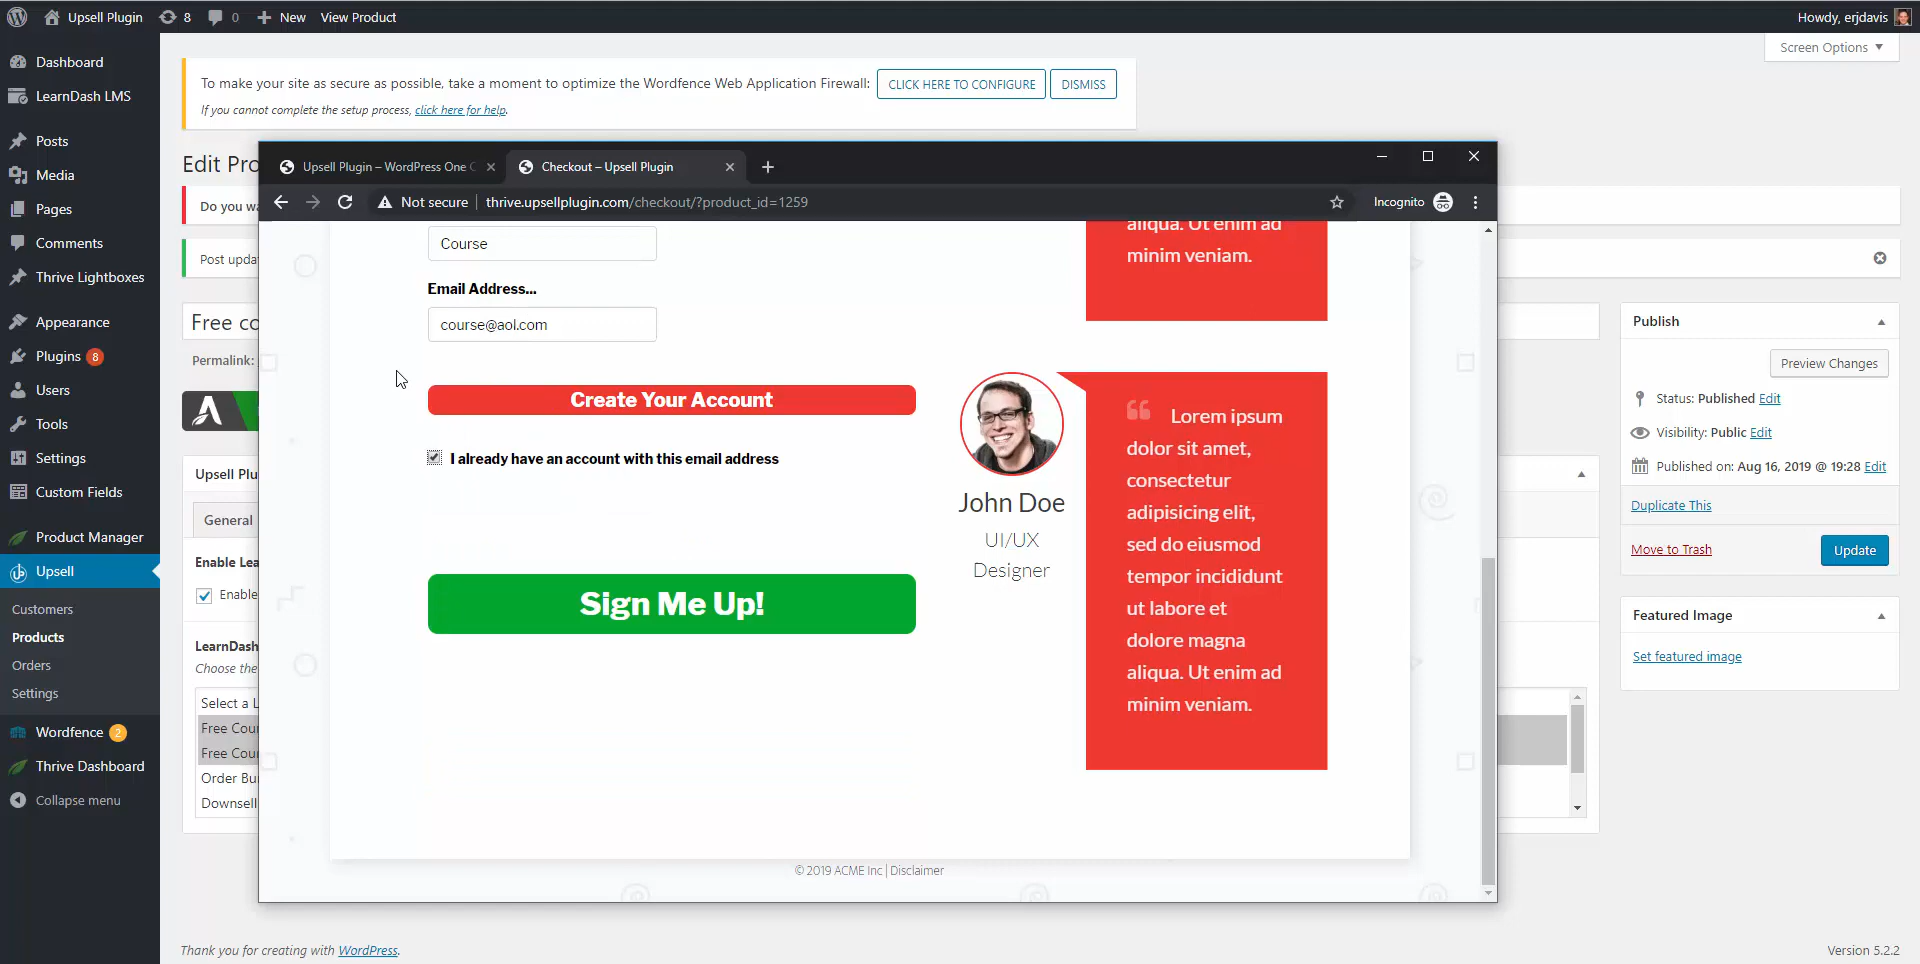 Upsell Plugin
8
0
New
View Product
Howdy, erjdavis
Screen Options
Dashboard
LearnDash LMS
Posts
Media
Pages
Comments
Thrive Lightboxes
Appearance
Plugins 8
Users
Tools
Settings
Custom Fields
Product Manager
Upsell
Customers
Products
Orders
Settings
Wordfence 2
Thrive Dashboard
Collapse menu
To make your site as secure as possible, take a moment to optimize the Wordfence Web Application Firewall: CLICK HERE TO CONFIGURE DISMISS
If you cannot complete the setup process, click here for help.
Edit Pro
Do you wa
Post upda
Free co
Permalink:
Upsell Plu
General
Enable Lea
Enable
LearnDash
Choose the
Select a L
Free Cour
Free Cour
Order Bu
Downsell
Upsell Plugin – WordPress One C
Checkout – Upsell Plugin
Not secure
thrive.upsellplugin.com/checkout/?product_id=1259
Incognito
Course
Email Address...
course@aol.com
Create Your Account
I already have an account with this email address
Sign Me Up!
aliqua. Ut enim ad
minim veniam.
John Doe
UI/UX
Designer
Lorem ipsum
dolor sit amet,
consectetur
adipisicing elit,
sed do eiusmod
tempor incididunt
ut labore et
dolore magna
aliqua. Ut enim ad
minim veniam.
© 2019 ACME Inc | Disclaimer
Publish
Preview Changes
Status: Published Edit
Visibility: Public Edit
Published on: Aug 16, 2019 @ 19:28 Edit
Duplicate This
Move to Trash
Update
Featured Image
Set featured image
Thank you for creating with WordPress.
Version 5.2.2